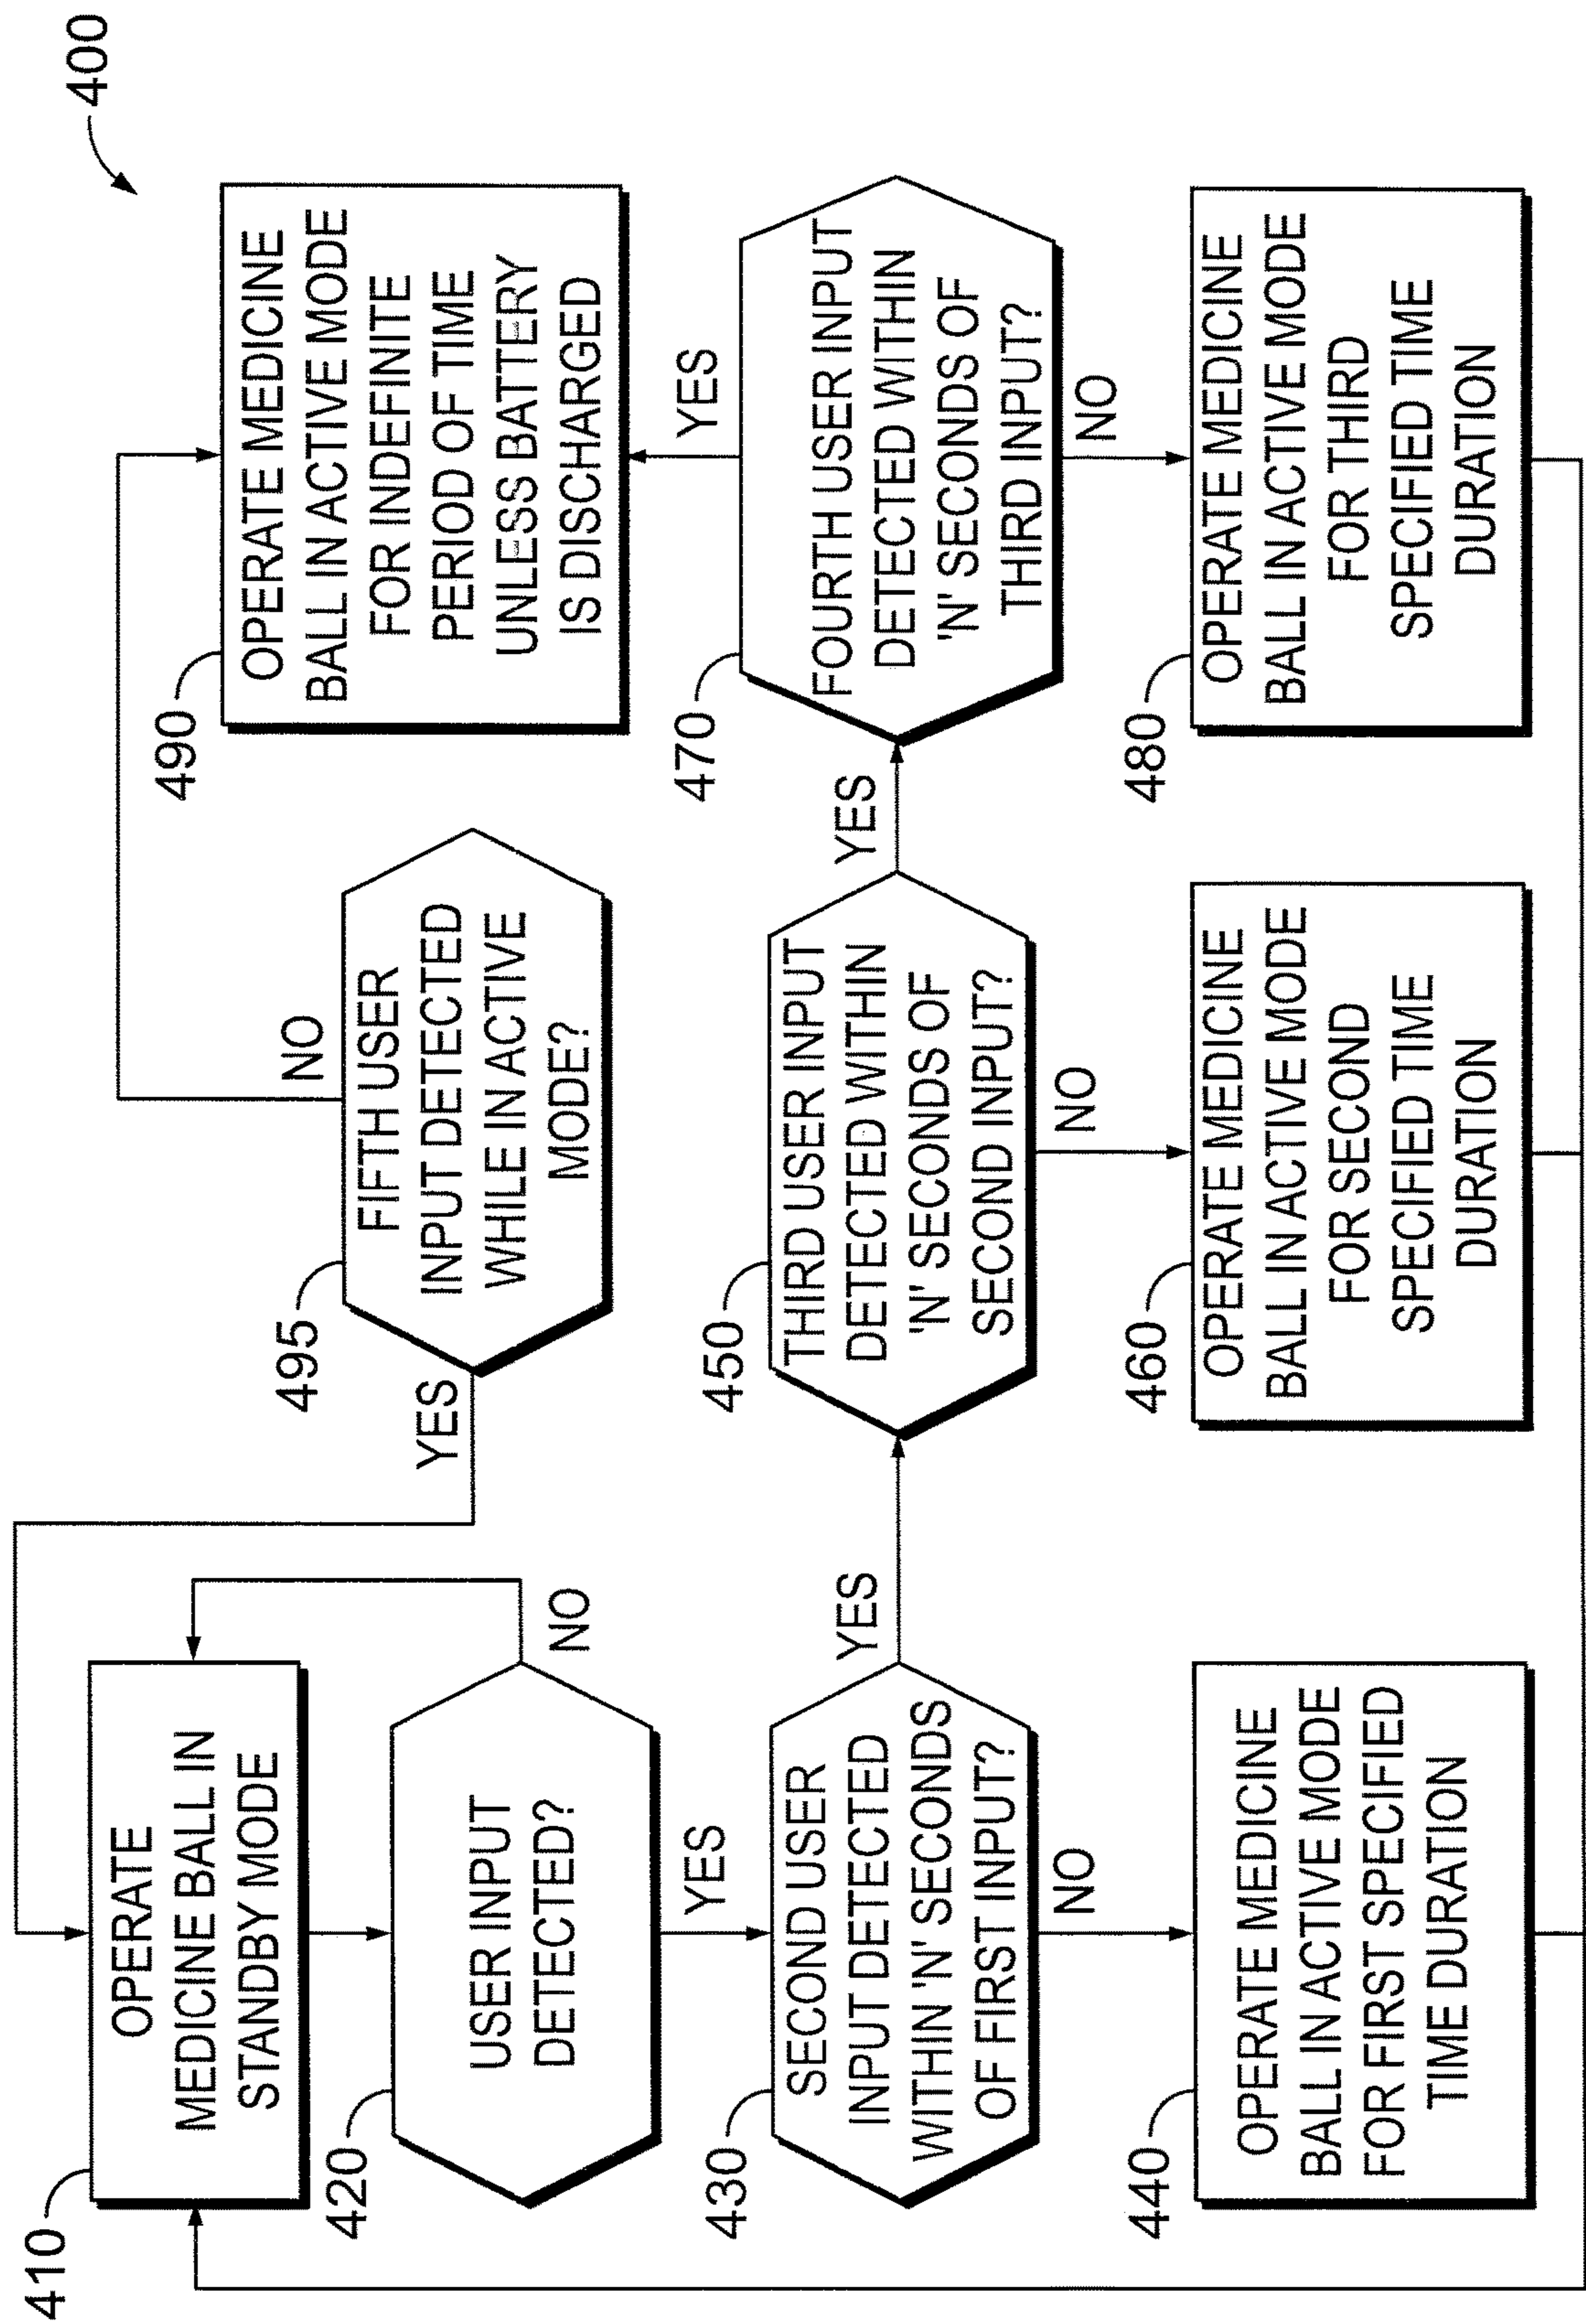 400
410
OPERATE
MEDICINE BALL IN
STANDBY MODE
420
USER INPUT
DETECTED?
NO
YES
430
SECOND USER
INPUT DETECTED
WITHIN 'N' SECONDS
OF FIRST INPUT?
YES
NO
440
OPERATE MEDICINE
BALL IN ACTIVE MODE
FOR FIRST SPECIFIED
TIME DURATION
495
FIFTH USER
INPUT DETECTED
WHILE IN ACTIVE
MODE?
YES
NO
450
THIRD USER INPUT
DETECTED WITHIN
'N' SECONDS OF
SECOND INPUT?
YES
NO
460
OPERATE MEDICINE
BALL IN ACTIVE MODE
FOR SECOND
SPECIFIED TIME
DURATION
490
OPERATE MEDICINE
BALL IN ACTIVE MODE
FOR INDEFINITE
PERIOD OF TIME
UNLESS BATTERY
IS DISCHARGED
YES
470
FOURTH USER INPUT
DETECTED WITHIN
'N' SECONDS OF
THIRD INPUT?
NO
480
OPERATE MEDICINE
BALL IN ACTIVE MODE
FOR THIRD
SPECIFIED TIME
DURATION